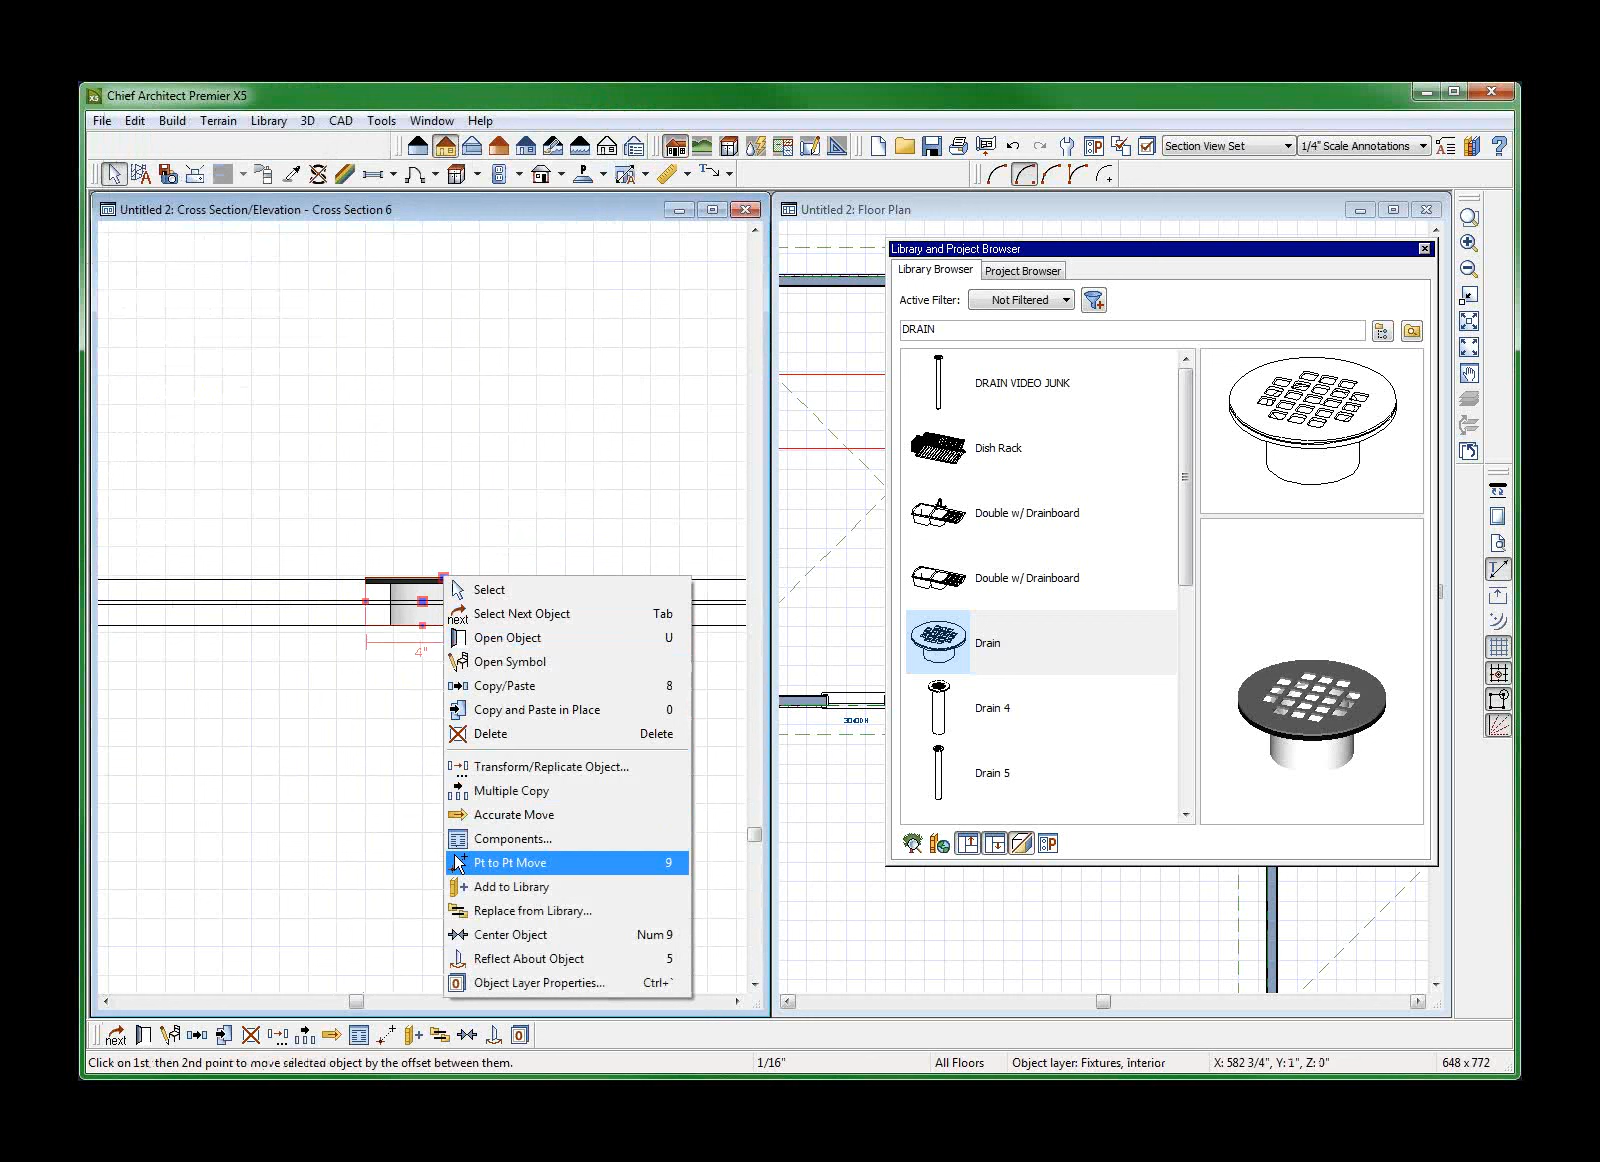 Chief Architect Premier X5
File Edit Build Terrain Library 3D CAD Tools Window Help
Section View Set 1/4" Scale Annotations
Untitled 2: Cross Section/Elevation - Cross Section 6
Untitled 2: Floor Plan
Library and Project Browser
Library Browser Project Browser
Active Filter: Not Filtered
DRAIN
DRAIN VIDEO JUNK
Dish Rack
Double w/ Drainboard
Double w/ Drainboard
Drain
Drain 4
Drain 5
4"
Select
Select Next Object Tab
Open Object U
Open Symbol
Copy/Paste 8
Copy and Paste in Place 0
Delete Delete
Transform/Replicate Object...
Multiple Copy
Accurate Move
Components...
Pt to Pt Move 9
Add to Library
Replace from Library...
Center Object Num 9
Reflect About Object 5
Object Layer Properties... Ctrl+`
next
next
Click on 1st, then 2nd point to move selected object by the offset between them.
1/16"
All Floors
Object layer: Fixtures, Interior
X: 582 3/4", Y: 1", Z: 0"
648 x 772